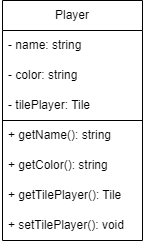 Player
- name: string
- color: string
- tilePlayer: Tile
+ getName(): string
+ getColor(): string
+ getTilePlayer(): Tile
+ setTilePlayer(): void